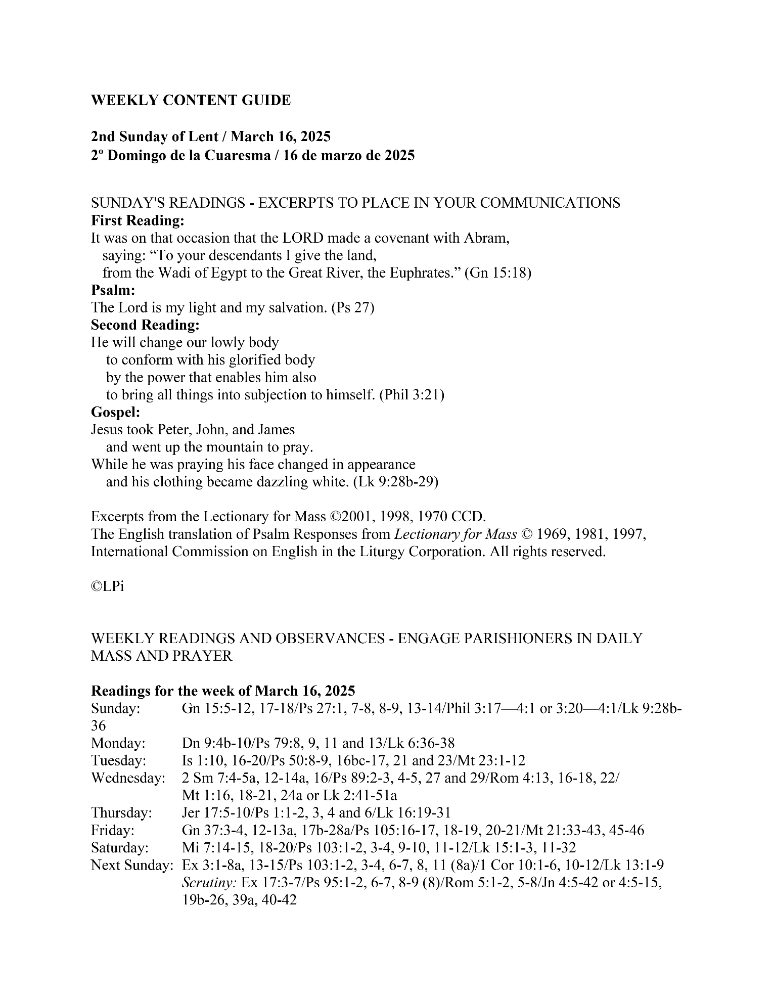 WEEKLY CONTENT GUIDE
2nd Sunday of Lent / March 16, 2025
2º Domingo de la Cuaresma / 16 de marzo de 2025
SUNDAY'S READINGS - EXCERPTS TO PLACE IN YOUR COMMUNICATIONS
First Reading:
It was on that occasion that the LORD made a covenant with Abram,
saying: “To your descendants I give the land,
from the Wadi of Egypt to the Great River, the Euphrates.” (Gn 15:18)
Psalm:
The Lord is my light and my salvation. (Ps 27)
Second Reading:
He will change our lowly body
to conform with his glorified body
by the power that enables him also
to bring all things into subjection to himself. (Phil 3:21)
Gospel:
Jesus took Peter, John, and James
and went up the mountain to pray.
While he was praying his face changed in appearance
and his clothing became dazzling white. (Lk 9:28b-29)
Excerpts from the Lectionary for Mass ©2001, 1998, 1970 CCD.
The English translation of Psalm Responses from Lectionary for Mass © 1969, 1981, 1997,
International Commission on English in the Liturgy Corporation. All rights reserved.
©LPi
WEEKLY READINGS AND OBSERVANCES - ENGAGE PARISHIONERS IN DAILY
MASS AND PRAYER
Readings for the week of March 16, 2025
Sunday: Gn 15:5-12, 17-18/Ps 27:1, 7-8, 8-9, 13-14/Phil 3:17—4:1 or 3:20—4:1/Lk 9:28b-
36
Monday: Dn 9:4b-10/Ps 79:8, 9, 11 and 13/Lk 6:36-38
Tuesday: Is 1:10, 16-20/Ps 50:8-9, 16bc-17, 21 and 23/Mt 23:1-12
Wednesday: 2 Sm 7:4-5a, 12-14a, 16/Ps 89:2-3, 4-5, 27 and 29/Rom 4:13, 16-18, 22/
Mt 1:16, 18-21, 24a or Lk 2:41-51a
Thursday: Jer 17:5-10/Ps 1:1-2, 3, 4 and 6/Lk 16:19-31
Friday: Gn 37:3-4, 12-13a, 17b-28a/Ps 105:16-17, 18-19, 20-21/Mt 21:33-43, 45-46
Saturday: Mi 7:14-15, 18-20/Ps 103:1-2, 3-4, 9-10, 11-12/Lk 15:1-3, 11-32
Next Sunday: Ex 3:1-8a, 13-15/Ps 103:1-2, 3-4, 6-7, 8, 11 (8a)/1 Cor 10:1-6, 10-12/Lk 13:1-9
Scrutiny: Ex 17:3-7/Ps 95:1-2, 6-7, 8-9 (8)/Rom 5:1-2, 5-8/Jn 4:5-42 or 4:5-15,
19b-26, 39a, 40-42